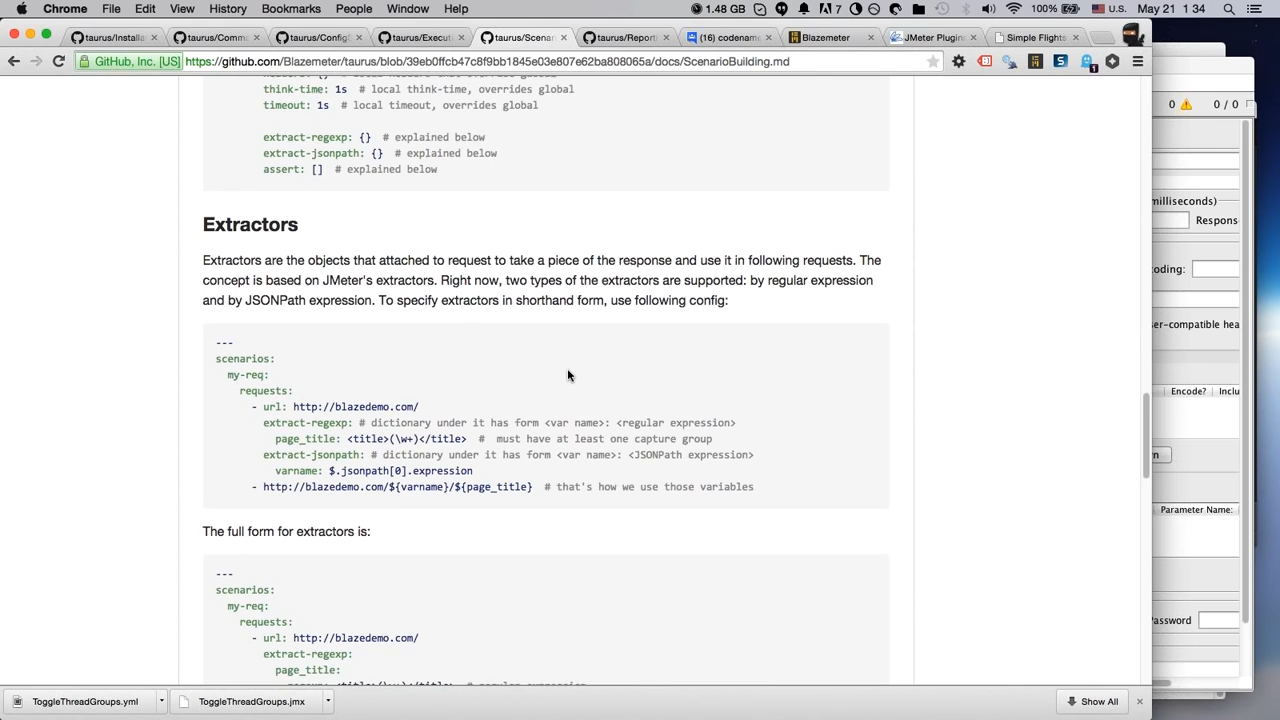 Chrome File Edit View History Bookmarks People Window Help 1.48 GB 7 100% U.S. May 21 1 34
taurus/Installa × taurus/Comma × taurus/Config × taurus/Executi × taurus/Scenar × taurus/Reporti × (16) codename × Blazemeter × JMeter Plugins × Simple Flights ×
GitHub, Inc. [US] https://github.com/Blazemeter/taurus/blob/39eb0ffcb47c8f9bb1845e03e807e62ba808065a/docs/ScenarioBuilding.md
think-time: 1s # local think-time, overrides global
timeout: 1s # local timeout, overrides global
extract-regexp: {} # explained below
extract-jsonpath: {} # explained below
assert: [] # explained below
Extractors
Extractors are the objects that attached to request to take a piece of the response and use it in following requests. The
concept is based on JMeter's extractors. Right now, two types of the extractors are supported: by regular expression
and by JSONPath expression. To specify extractors in shorthand form, use following config:
---
scenarios:
my-req:
requests:
- url: http://blazedemo.com/
extract-regexp: # dictionary under it has form <var name>: <regular expression>
page_title: <title>(\w+)</title> # must have at least one capture group
extract-jsonpath: # dictionary under it has form <var name>: <JSONPath expression>
varname: $.jsonpath[0].expression
- http://blazedemo.com/${varname}/${page_title} # that's how we use those variables
The full form for extractors is:
---
scenarios:
my-req:
requests:
- url: http://blazedemo.com/
extract-regexp:
page_title:
0 0 / 0
milliseconds)
Respons
oding:
ser-compatible hea
Encode? Inclu
n
Parameter Name:
Password
ToggleThreadGroups.yml ToggleThreadGroups.jmx Show All ×